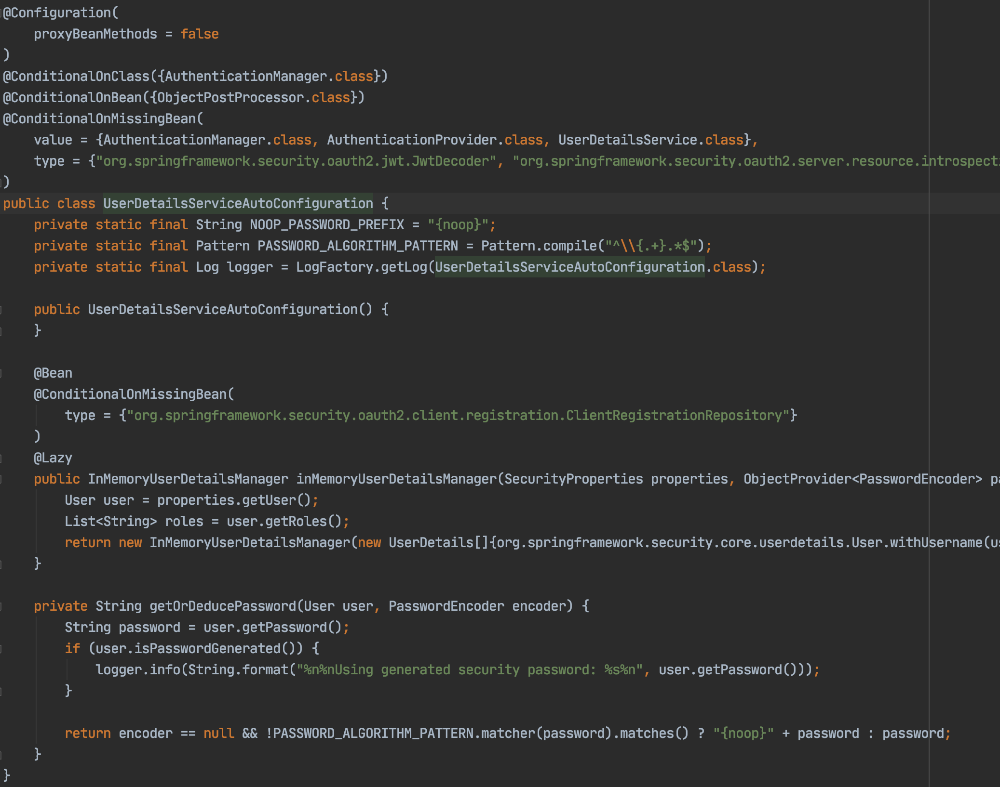 @Configuration(
    proxyBeanMethods = false
)
@ConditionalOnClass({AuthenticationManager.class})
@ConditionalOnBean({ObjectPostProcessor.class})
@ConditionalOnMissingBean(
    value = {AuthenticationManager.class, AuthenticationProvider.class, UserDetailsService.class},
    type = {"org.springframework.security.oauth2.jwt.JwtDecoder", "org.springframework.security.oauth2.server.resource.introspecti
)
public class UserDetailsServiceAutoConfiguration {
    private static final String NOOP_PASSWORD_PREFIX = "{noop}";
    private static final Pattern PASSWORD_ALGORITHM_PATTERN = Pattern.compile("^\\{.+}.*$");
    private static final Log logger = LogFactory.getLog(UserDetailsServiceAutoConfiguration.class);
    public UserDetailsServiceAutoConfiguration() {
    }
    @Bean
    @ConditionalOnMissingBean(
        type = {"org.springframework.security.oauth2.client.registration.ClientRegistrationRepository"}
    )
    @Lazy
    public InMemoryUserDetailsManager inMemoryUserDetailsManager(SecurityProperties properties, ObjectProvider<PasswordEncoder> pa
        User user = properties.getUser();
        List<String> roles = user.getRoles();
        return new InMemoryUserDetailsManager(new UserDetails[]{org.springframework.security.core.userdetails.User.withUsername(us
    }
    private String getOrDeducePassword(User user, PasswordEncoder encoder) {
        String password = user.getPassword();
        if (user.isPasswordGenerated()) {
            logger.info(String.format("%n%nUsing generated security password: %s%n", user.getPassword()));
        }
        return encoder == null && !PASSWORD_ALGORITHM_PATTERN.matcher(password).matches() ? "{noop}" + password : password;
    }
}